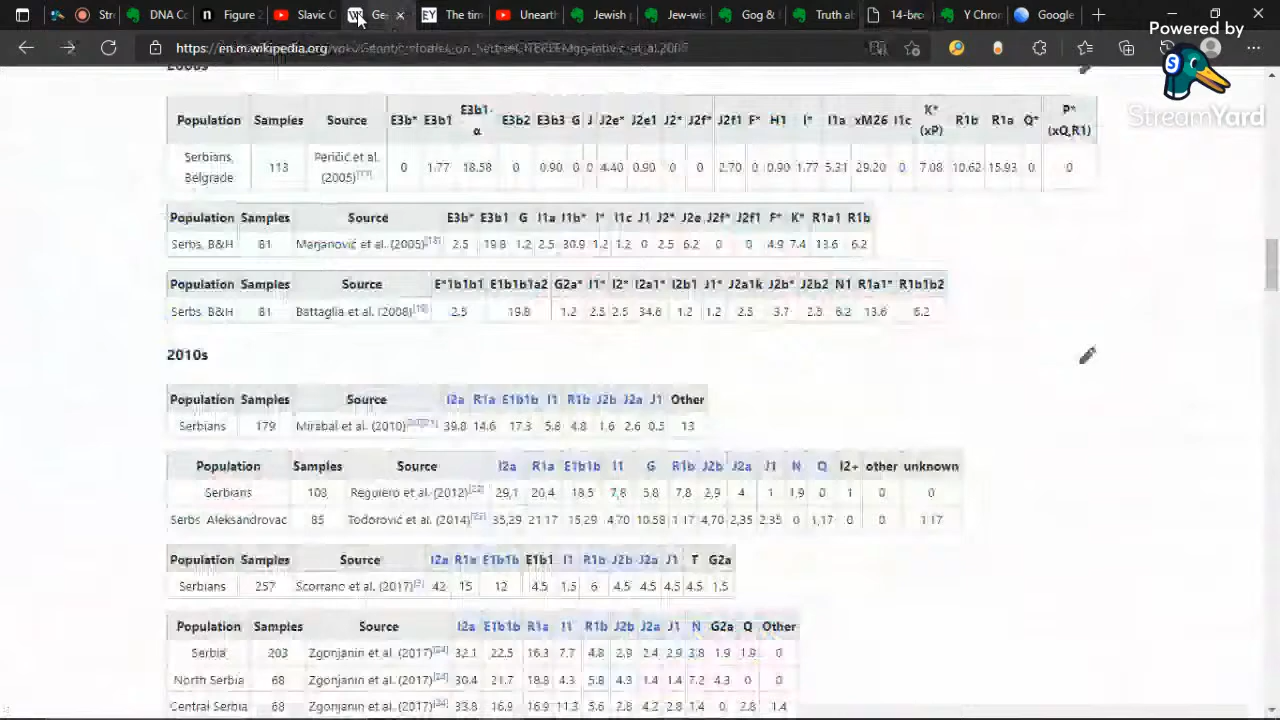 Str
DNA Co
Figure 2
Slavic C
Ge
EY The tim
Unearth
Jewish
Jew-wis
Gog &
Truth al
14-bro
Y Chron
Google
https://en.m.wikipedia.org
Powered by
StreamYard
2000s
Population Samples Source E3b* E3b1 E3b1-α E3b2 E3b3 G J J2e* J2e1 J2* J2f* J2f1 F* H1 I* I1a xM26 I1c K* (xP) R1b R1a Q* P* (xQ,R1)
Serbians, Belgrade 113 Peričić et al. (2005) 0 1.77 18.58 0 0.90 0 0 4.40 0.90 0 0 2.70 0 0.90 1.77 5.31 29.20 0 7.08 10.62 15.93 0 0
Population Samples Source E3b* E3b1 G I1a I1b* I* I1c J1 J2* J2e J2f* J2f1 F* K* R1a1 R1b
Serbs, B&H 81 Marjanović et al. (2005) 2.5 19.8 1.2 2.5 30.9 1.2 1.2 0 2.5 6.2 0 0 4.9 7.4 13.6 6.2
Population Samples Source E*1b1b1 E1b1b1a2 G2a* I1* I2* I2a1* I2b1 J1* J2a1k J2b* J2b2 N1 R1a1* R1b1b2
Serbs, B&H 81 Battaglia et al. (2008) 2.5 19.8 1.2 2.5 2.5 34.6 1.2 1.2 2.5 3.7 2.5 6.2 13.6 6.2
2010s
Population Samples Source I2a R1a E1b1b I1 R1b J2b J2a J1 Other
Serbians 179 Mirabal et al. (2010) 39.8 14.6 17.3 5.8 4.8 1.6 2.6 0.5 13
Population Samples Source I2a R1a E1b1b I1 G R1b J2b J2a J1 N Q I2+ other unknown
Serbians 103 Regueiro et al. (2012) 29,1 20,4 18,5 7,8 5,8 7,8 2,9 4 1 1,9 0 1 0 0
Serbs, Aleksandrovac 85 Todorović et al. (2014) 35,29 21,17 15,29 4,70 10,58 1,17 4,70 2,35 2,35 0 1,17 0 0 1,17
Population Samples Source I2a R1a E1b1b E1b1 I1 R1b J2b J2a J1 T G2a
Serbians 257 Scorrano et al. (2017) 42 15 12 4.5 1.5 6 4.5 4.5 4.5 4.5 1.5
Population Samples Source I2a E1b1b R1a I1 R1b J2b J2a J1 N G2a Q Other
Serbia 203 Zgonjanin et al. (2017) 32.1 22.5 16.3 7.7 4.8 2.9 2.4 2.9 3.8 1.9 1.9 0
North Serbia 68 Zgonjanin et al. (2017) 30.4 21.7 18.8 4.3 5.8 4.3 1.4 1.4 7.2 4.3 0 0
Central Serbia 68 Zgonjanin et al. (2017) 33.8 16.9 16.9 11.3 5.6 2.8 4.2 2.8 1.4 0 2.8 1.4